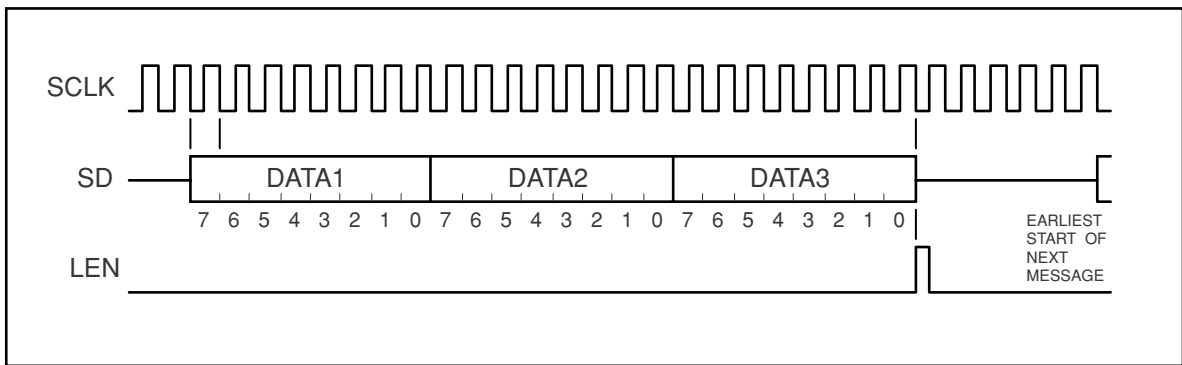 SCLK
SD
DATA1 DATA2 DATA3
7 6 5 4 3 2 1 0 7 6 5 4 3 2 1 0 7 6 5 4 3 2 1 0
LEN
EARLIEST
START OF
NEXT
MESSAGE